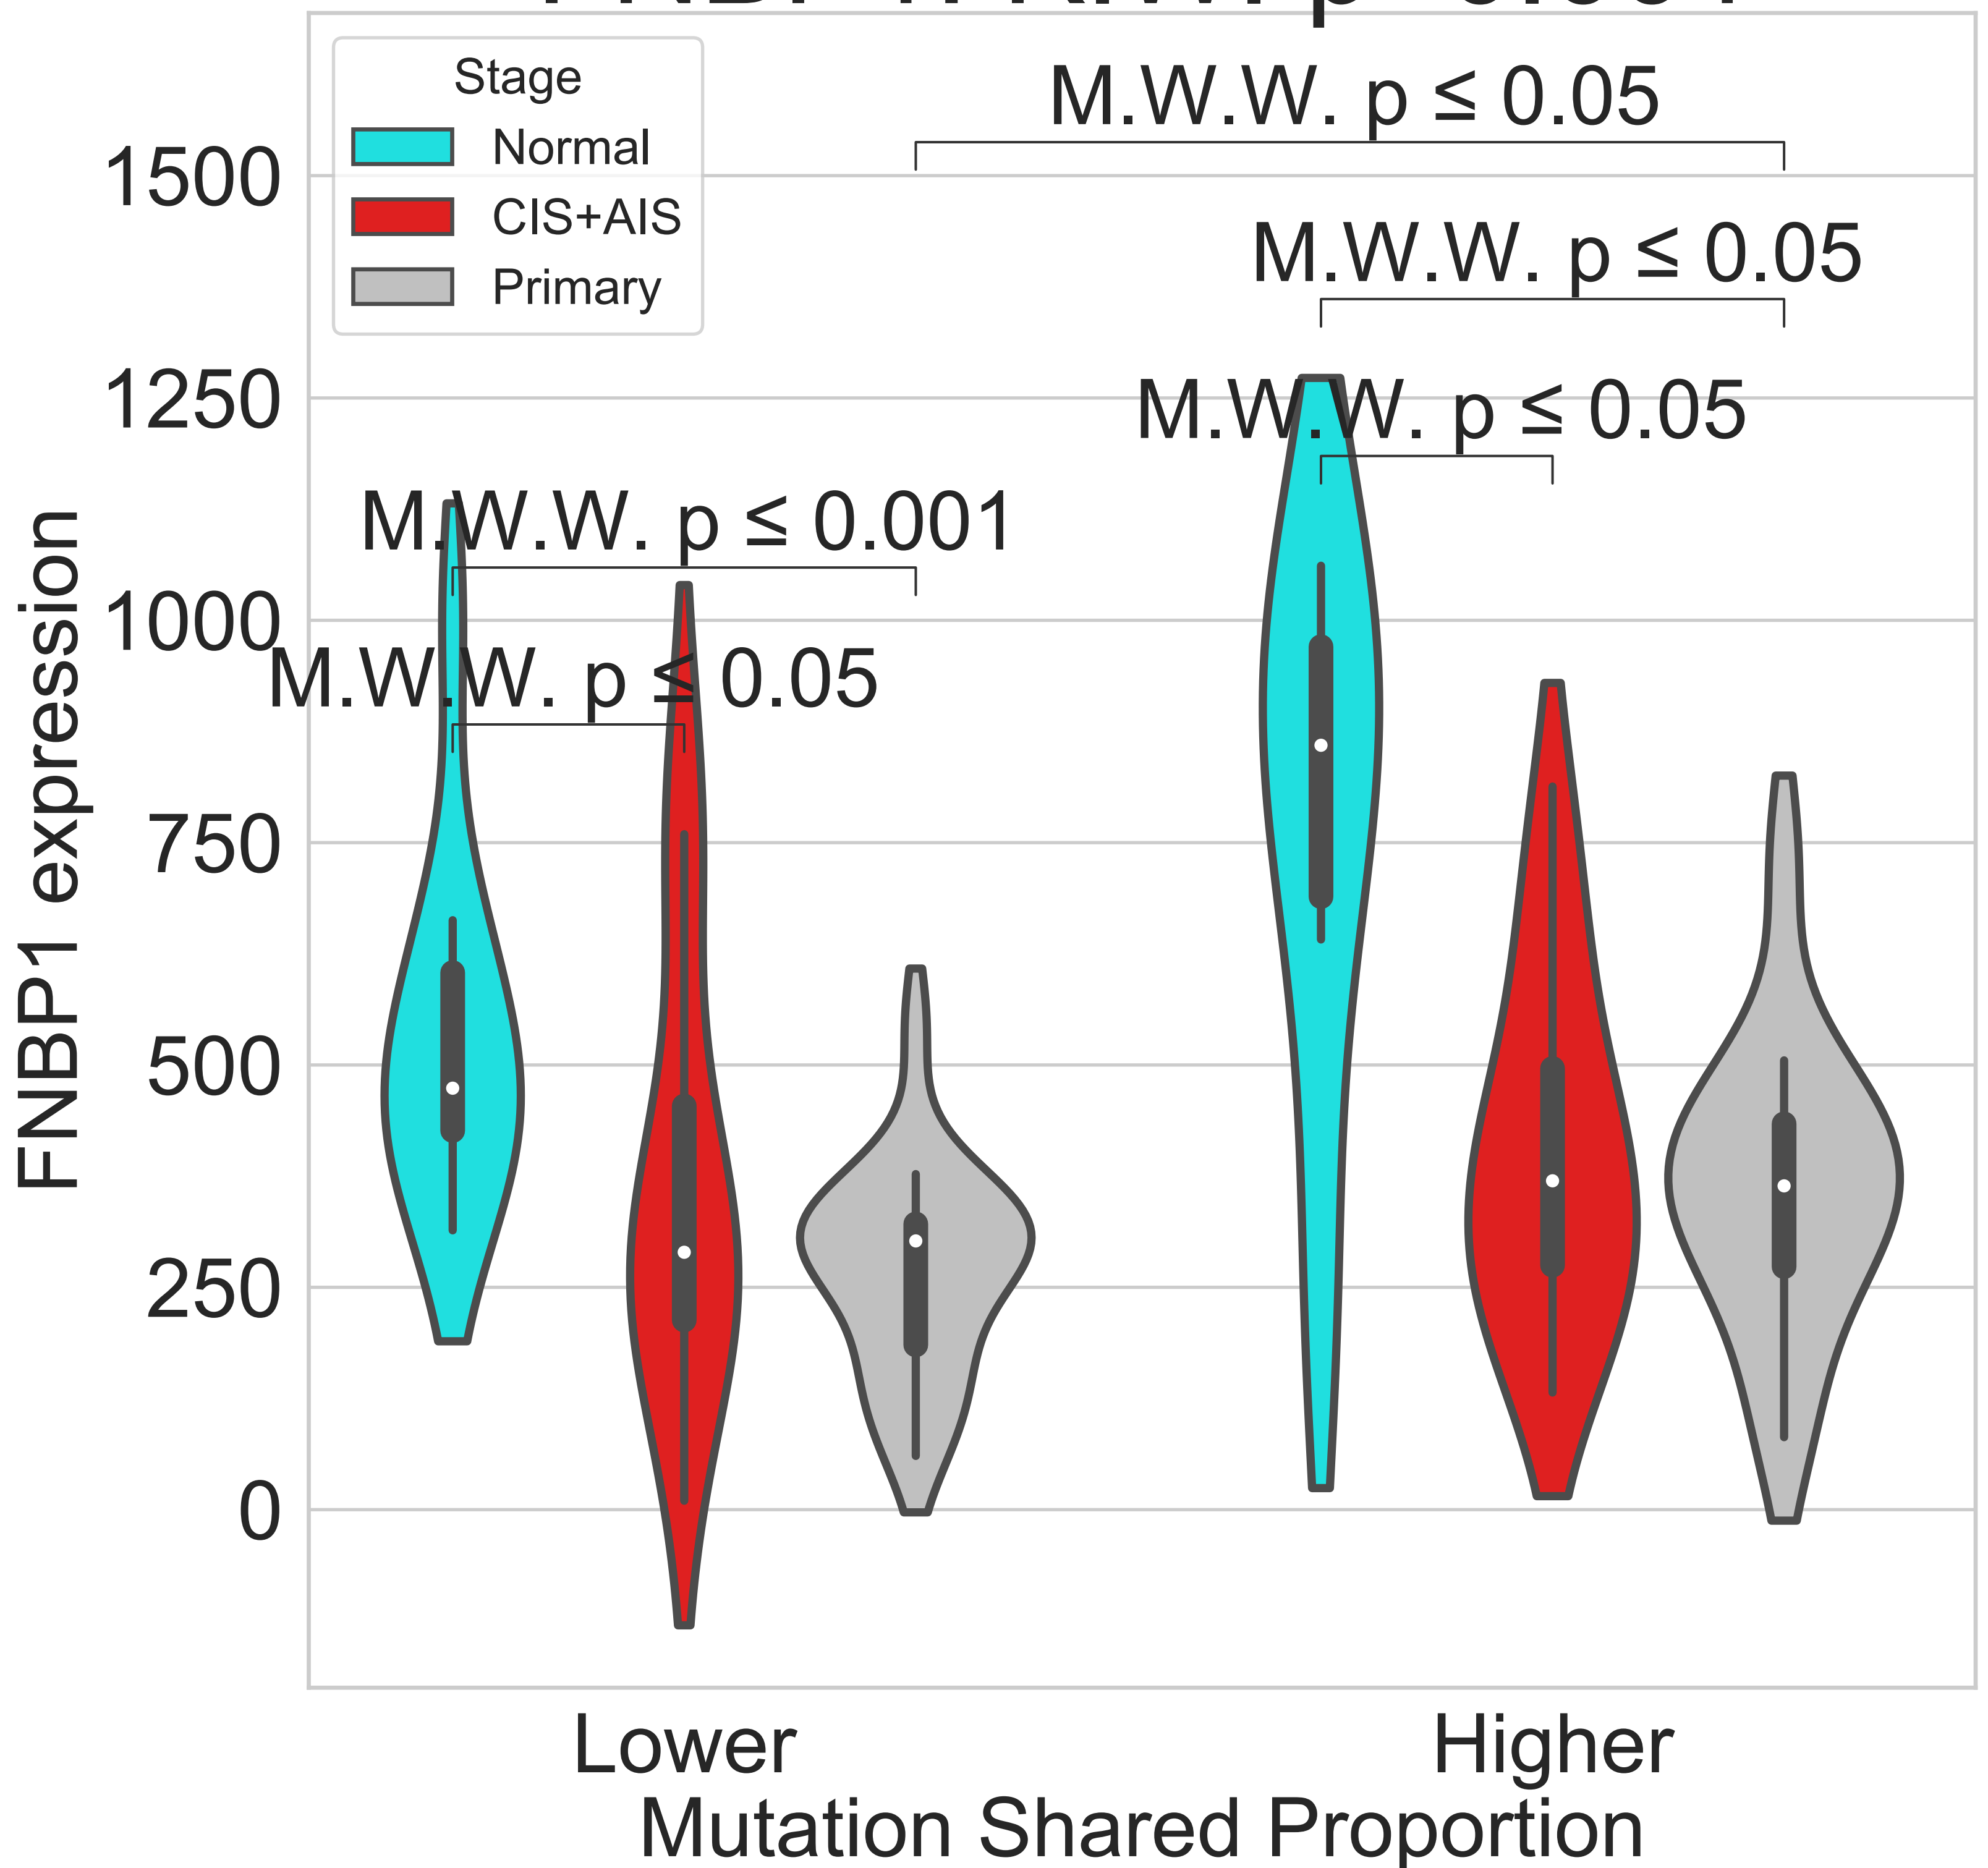 Stage
Normal
CIS+AIS
Primary
M.W.W. p ≤ 0.05
M.W.W. p ≤ 0.05
M.W.W. p ≤ 0.05
M.W.W. p ≤ 0.001
M.W.W. p ≤ 0.05
1500
1250
1000
750
500
250
0
FNBP1 expression
Lower
Higher
Mutation Shared Proportion